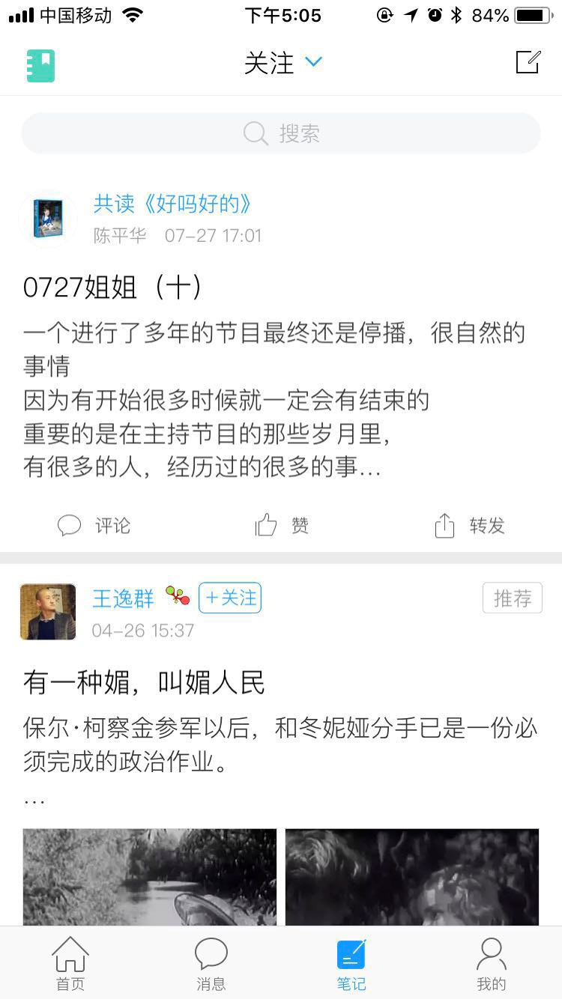 中国移动
下午5:05
84%
关注
搜索
共读《好吗好的》
陈平华 07-27 17:01
0727姐姐（十）
一个进行了多年的节目最终还是停播，很自然的
事情
因为有开始很多时候就一定会有结束的
重要的是在主持节目的那些岁月里，
有很多的人，经历过的很多的事...
评论
赞
转发
王逸群
+关注
推荐
04-26 15:37
有一种媚，叫媚人民
保尔·柯察金参军以后，和冬妮娅分手已是一份必
须完成的政治作业。
...
首页
消息
笔记
我的